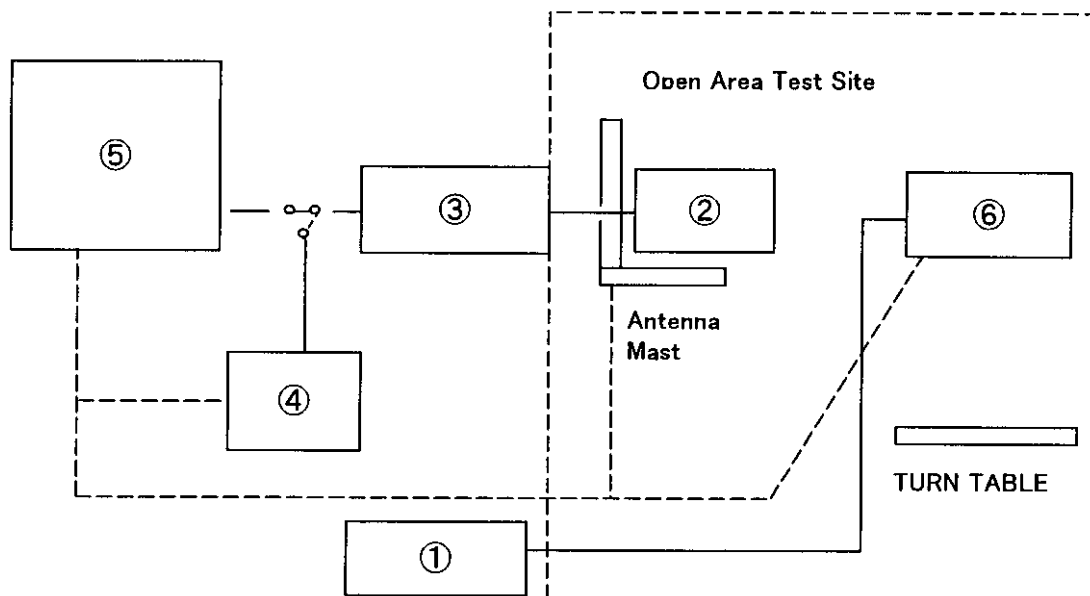 Open Area Test Site
⑤
③
②
⑥
Antenna
Mast
④
TURN TABLE
①